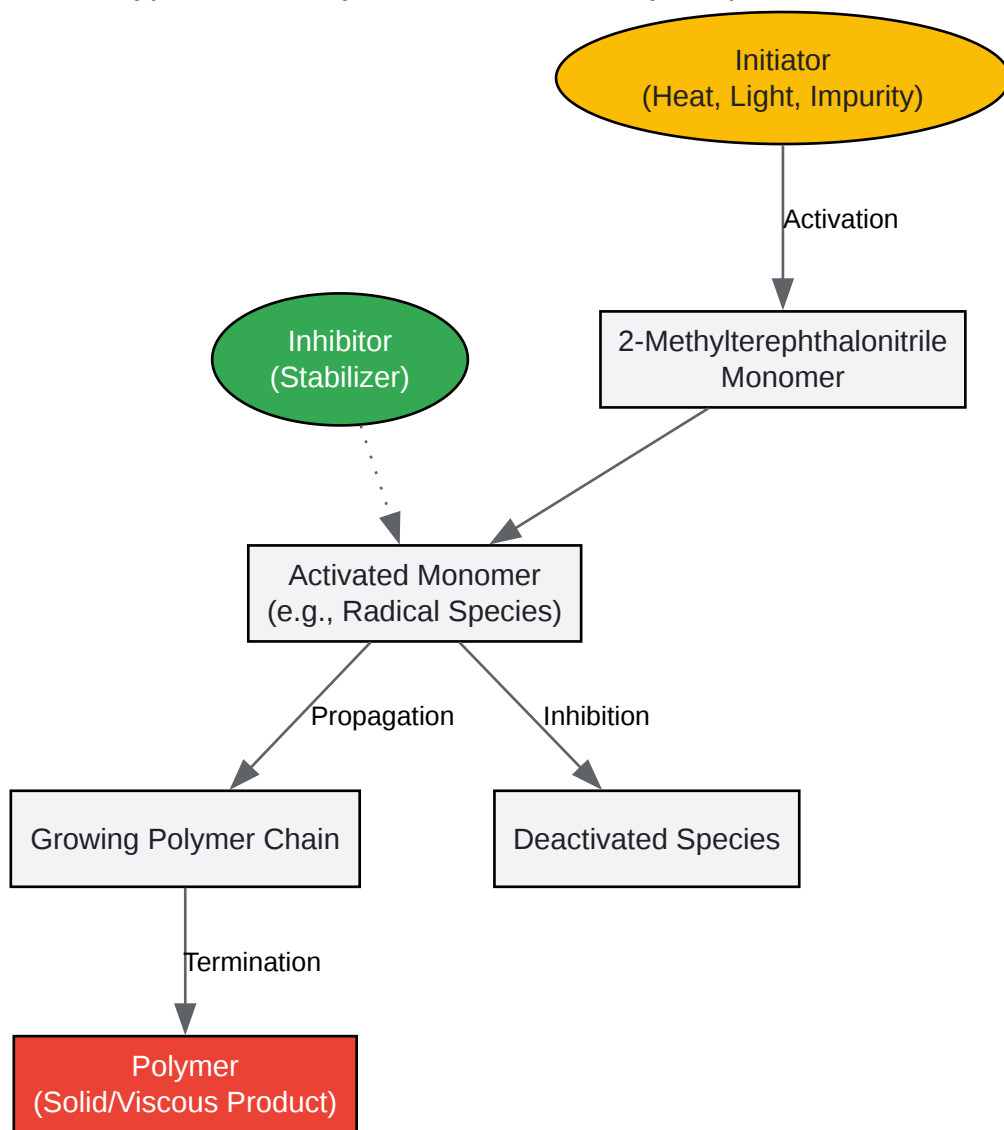 Initiator
(Heat, Light, Impurity)
Activation
Inhibitor
(Stabilizer)
2-Methylterephthalonitrile
Monomer
Activated Monomer
(e.g., Radical Species)
Propagation
Inhibition
Growing Polymer Chain
Deactivated Species
Termination
Polymer
(Solid/Viscous Product)